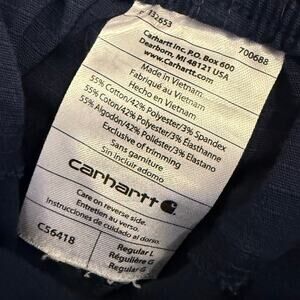 132653
700688
Carhartt Inc. P.O. Box 600
Dearborn, MI 48121 USA
www.Carhartt.com
Made in Vietnam
Hecho en Vietnam
Fabriqué en Vietnam
55% Cotton/42% Polyester/3% Spandex
55% Coton/42% Polyester/3% Élasthanne
55% Algodón/42% Poliéster/3% Elastano
Exclusive of trimming
Sans garniture
Sin incluir adorno
carhartt
Care on reverse side.
Entretien au verso.
Instrucciones de cuidado al dorso.
C56418
Regular L
Régulière G
Regular G